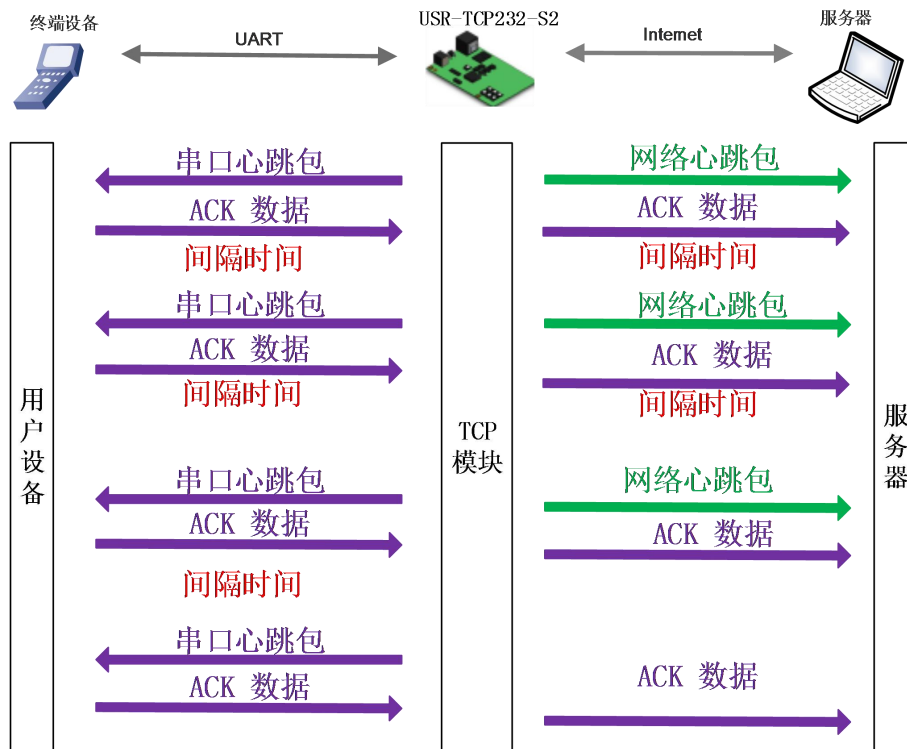 终端设备
UART
USR-TCP232-S2
Internet
服务器
串口心跳包
网络心跳包
ACK 数据
ACK 数据
间隔时间
间隔时间
串口心跳包
网络心跳包
ACK 数据
ACK 数据
间隔时间
间隔时间
用户设备
TCP
模块
服务器
串口心跳包
网络心跳包
ACK 数据
ACK 数据
间隔时间
串口心跳包
ACK 数据
ACK 数据